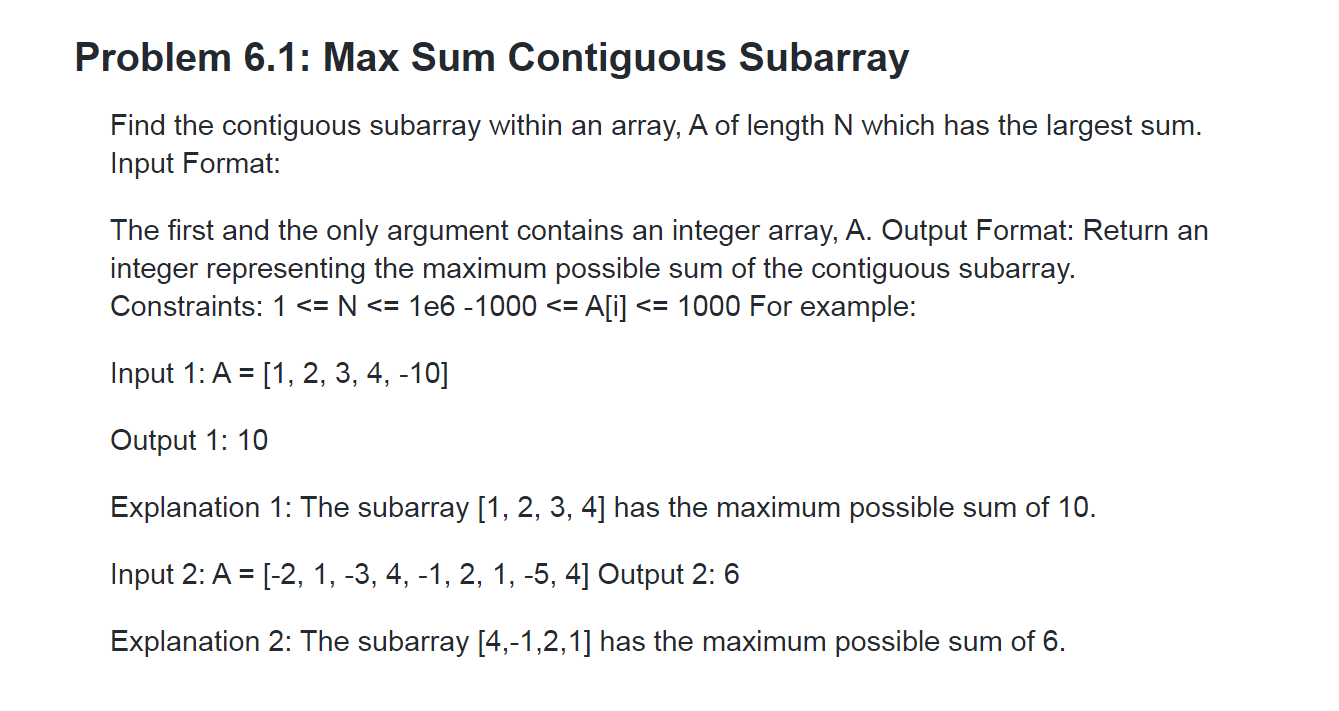 Problem 6.1: Max Sum Contiguous Subarray
Find the contiguous subarray within an array, A of length N which has the largest sum.
Input Format:
The first and the only argument contains an integer array, A. Output Format: Return an
integer representing the maximum possible sum of the contiguous subarray.
Constraints: 1 <= N <= 1e6 -1000 <= A[i] <= 1000 For example:
Input 1: A = [1, 2, 3, 4, -10]
Output 1: 10
Explanation 1: The subarray [1, 2, 3, 4] has the maximum possible sum of 10.
Input 2: A = [-2, 1, -3, 4, -1, 2, 1, -5, 4] Output 2: 6
Explanation 2: The subarray [4,-1,2,1] has the maximum possible sum of 6.